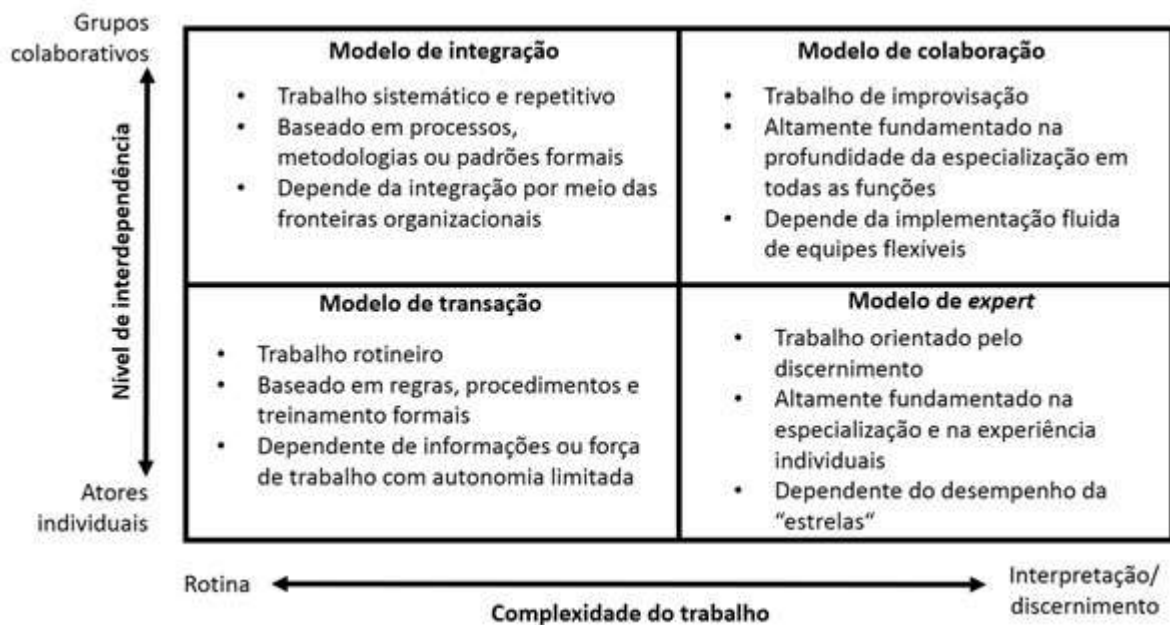 Grupos
colaborativos
Nível de interdependência
Atores
individuais
Modelo de integração
• Trabalho sistemático e repetitivo
• Baseado em processos,
metodologias ou padrões formais
• Depende da integração por meio das
fronteiras organizacionais
Modelo de colaboração
• Trabalho de improvisação
• Altamente fundamentado na
profundidade da especialização em
todas as funções
• Depende da implementação fluida
de equipes flexíveis
Modelo de transação
• Trabalho rotineiro
• Baseado em regras, procedimentos e
treinamento formais
• Dependente de informações ou força
de trabalho com autonomia limitada
Modelo de expert
• Trabalho orientado pelo
discernimento
• Altamente fundamentado na
especialização e na experiência
individuais
• Dependente do desempenho da
“estrelas“
Rotina
Complexidade do trabalho
Interpretação/
discernimento